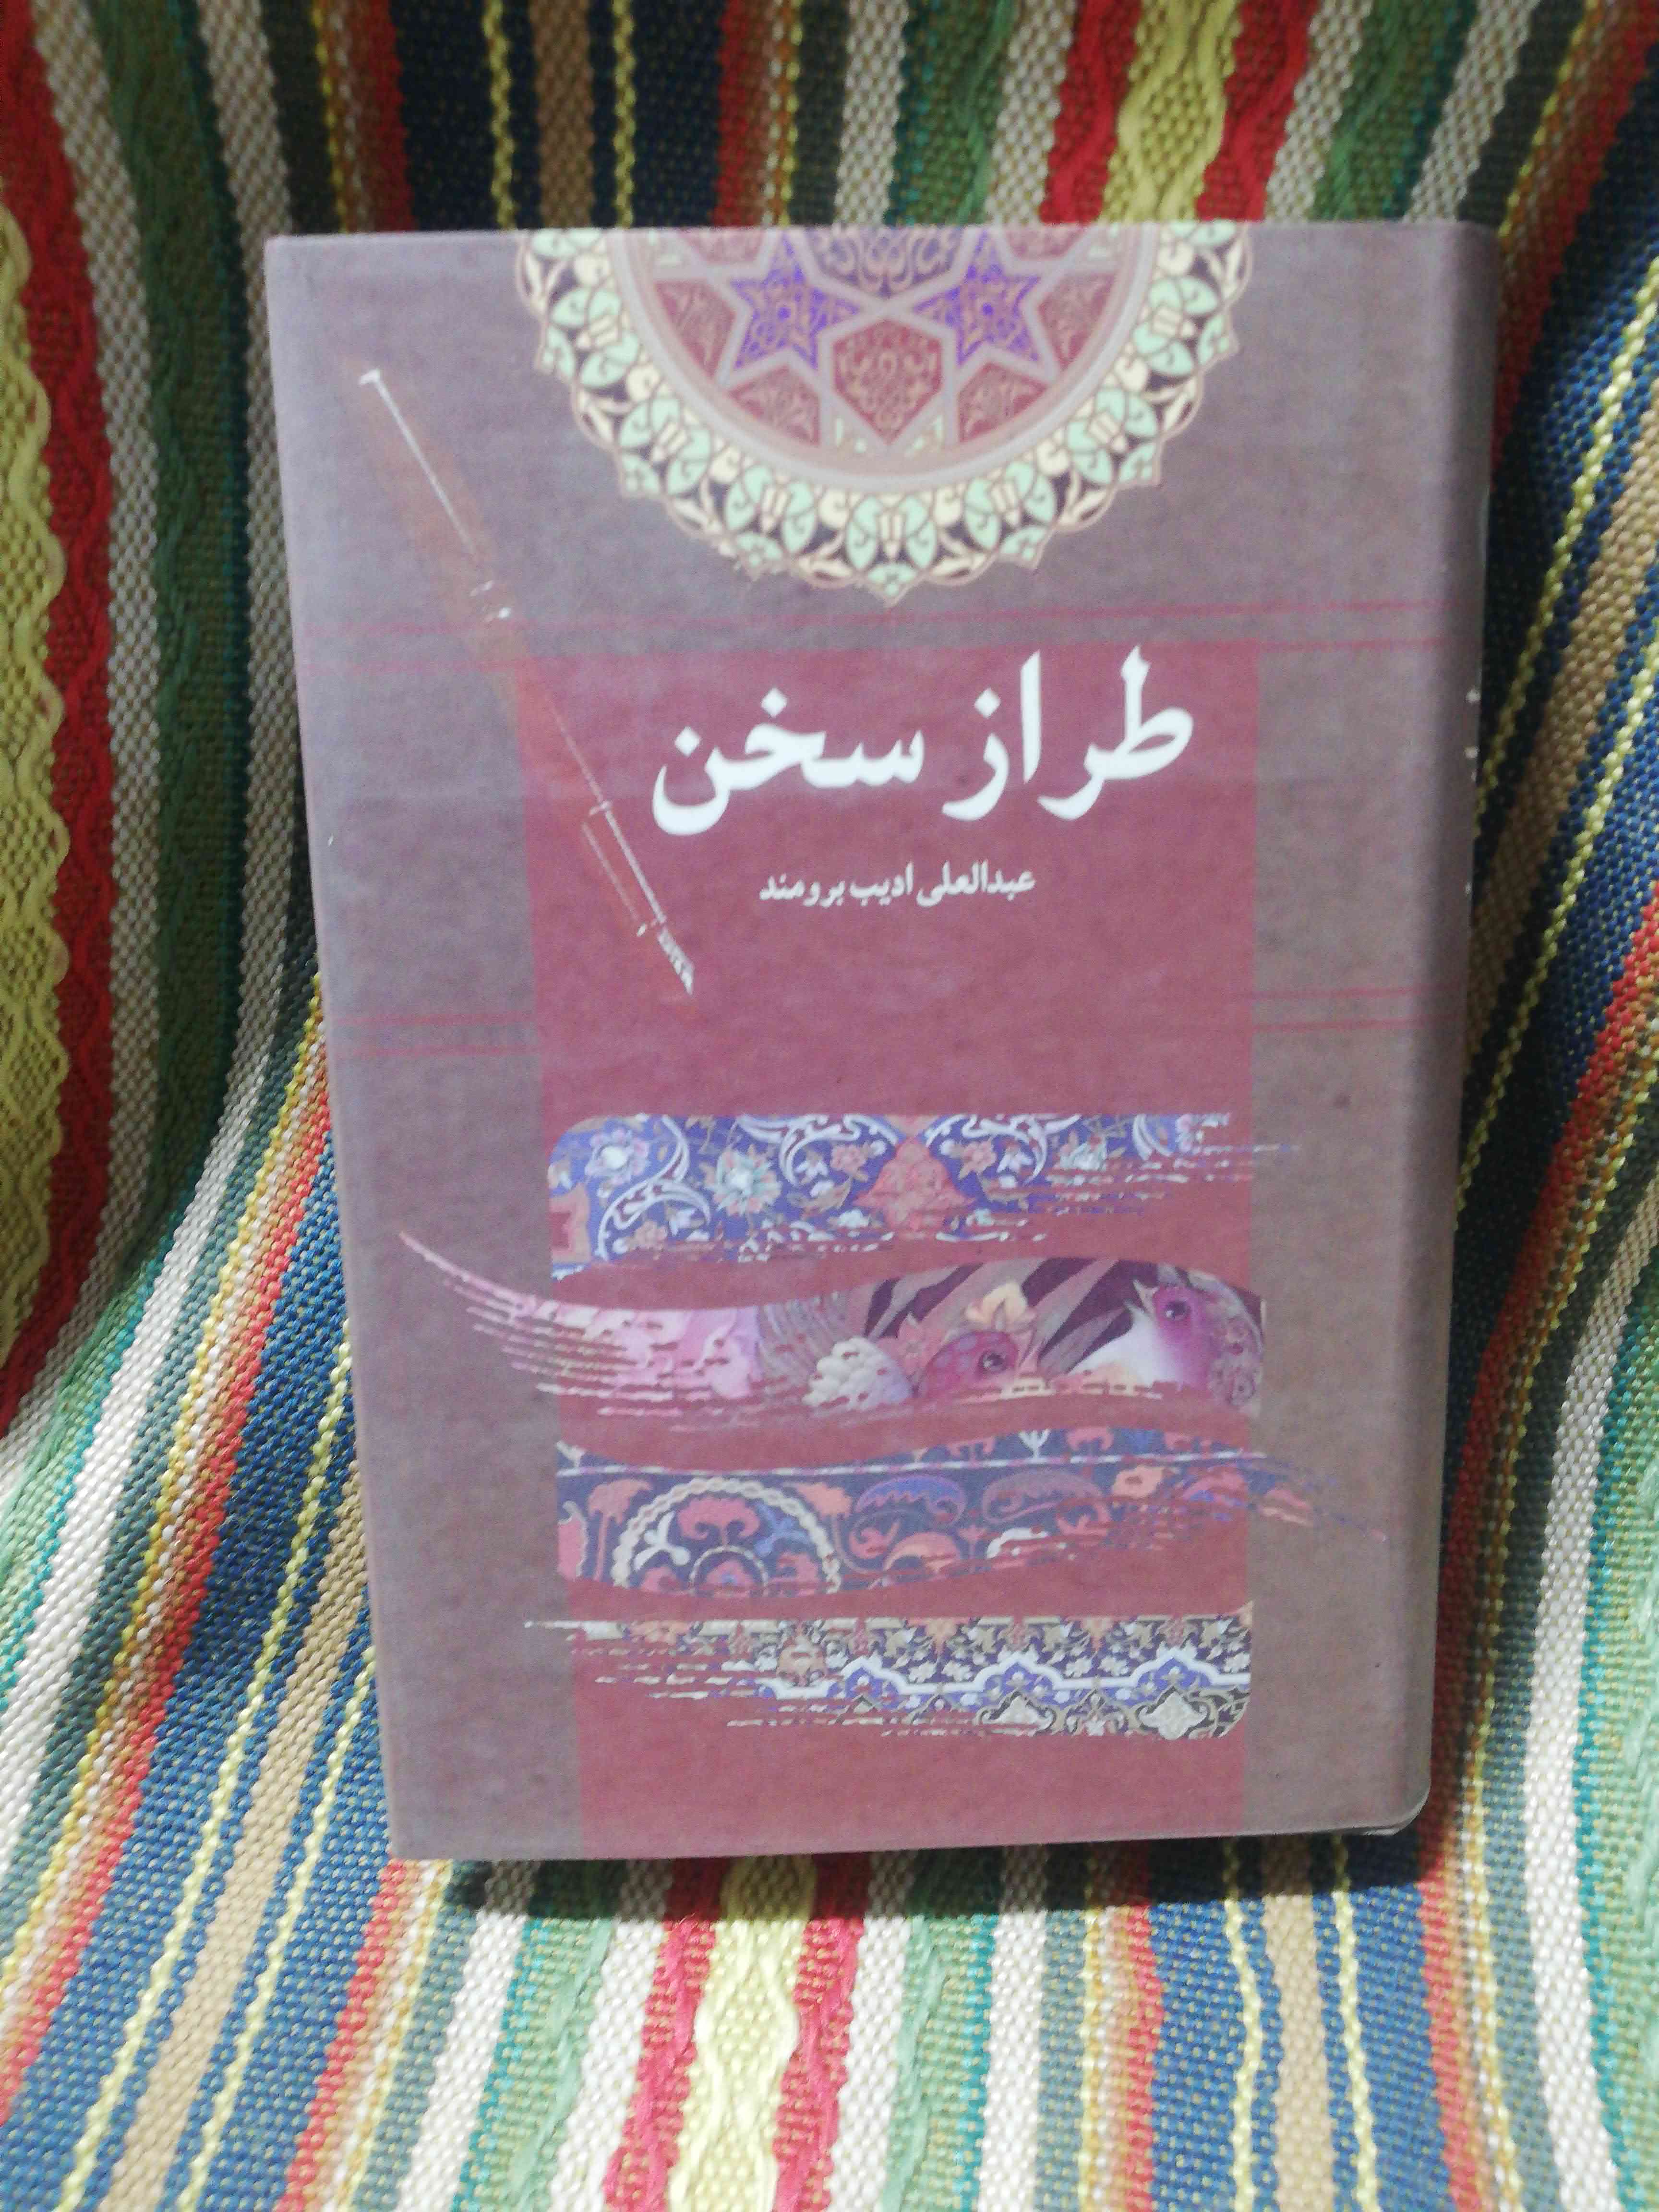 طراز سخن
عبدالعلی ادیب برومند